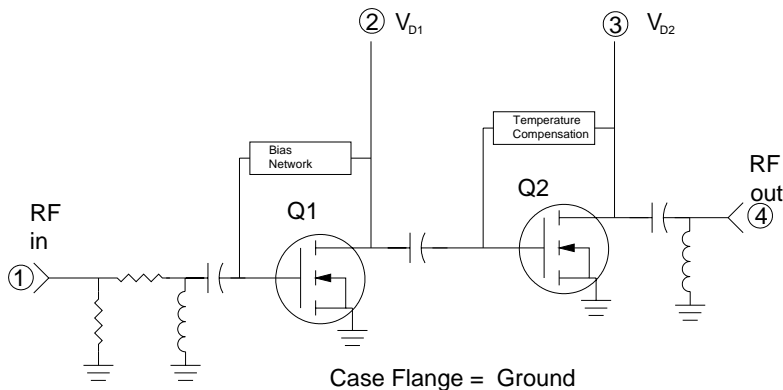 2 V_D1
3 V_D2
Bias
Network
Temperature
Compensation
RF
in
1
Q1
Q2
RF
out
4
Case Flange = Ground